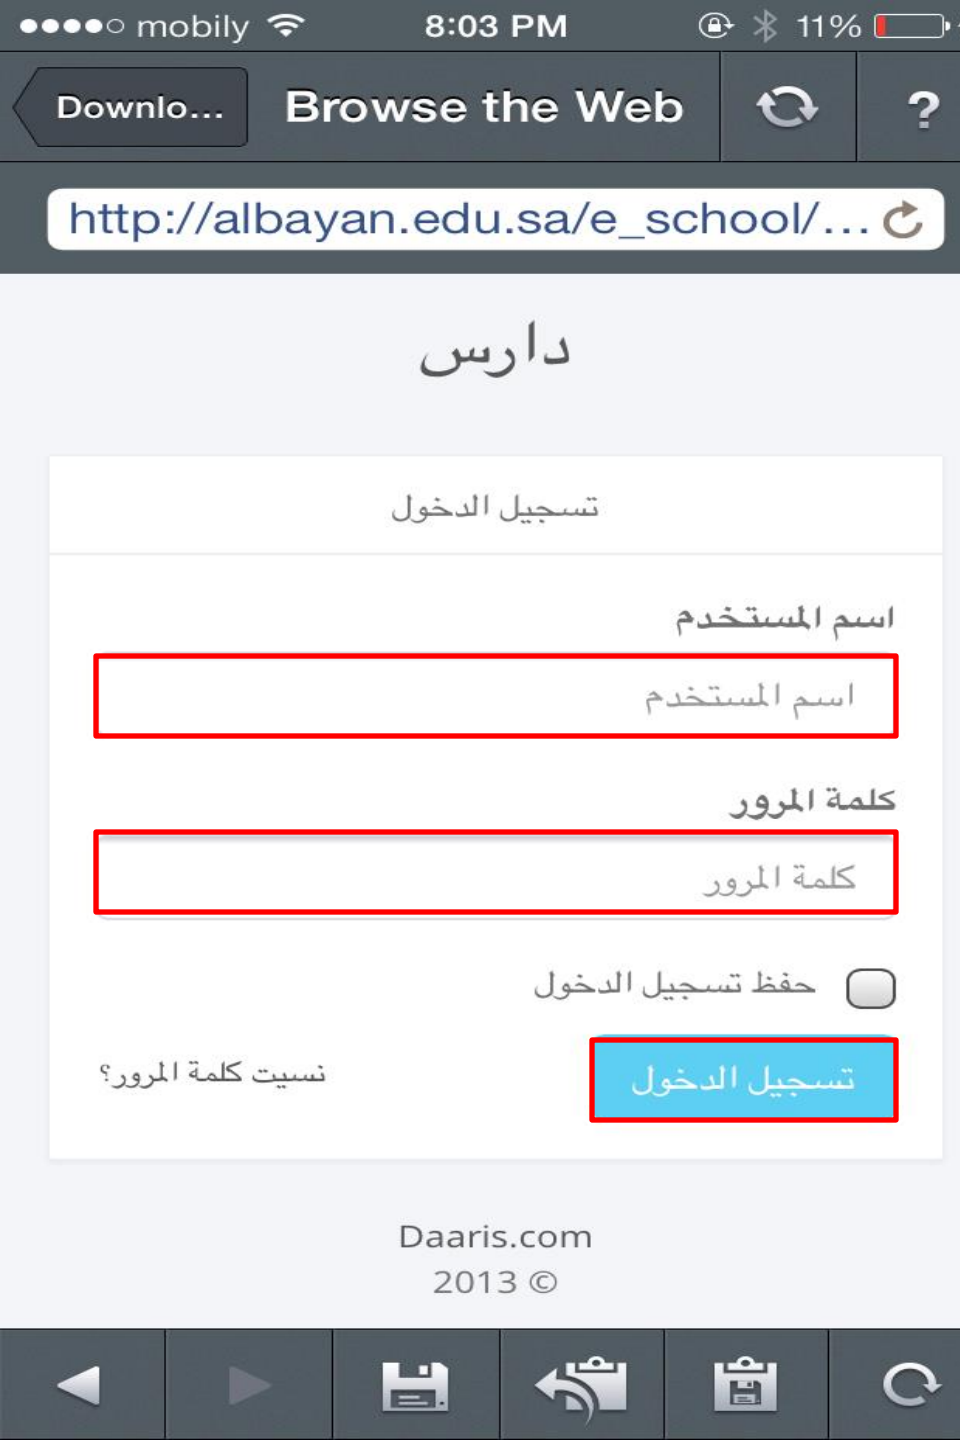 mobily 8:03 PM 11%
Downlo... Browse the Web ?
http://albayan.edu.sa/e_school/...
دارس
تسجيل الدخول
اسم المستخدم
اسم المستخدم
كلمة المرور
كلمة المرور
حفظ تسجيل الدخول
تسجيل الدخول
نسيت كلمة المرور؟
Daaris.com
2013 ©